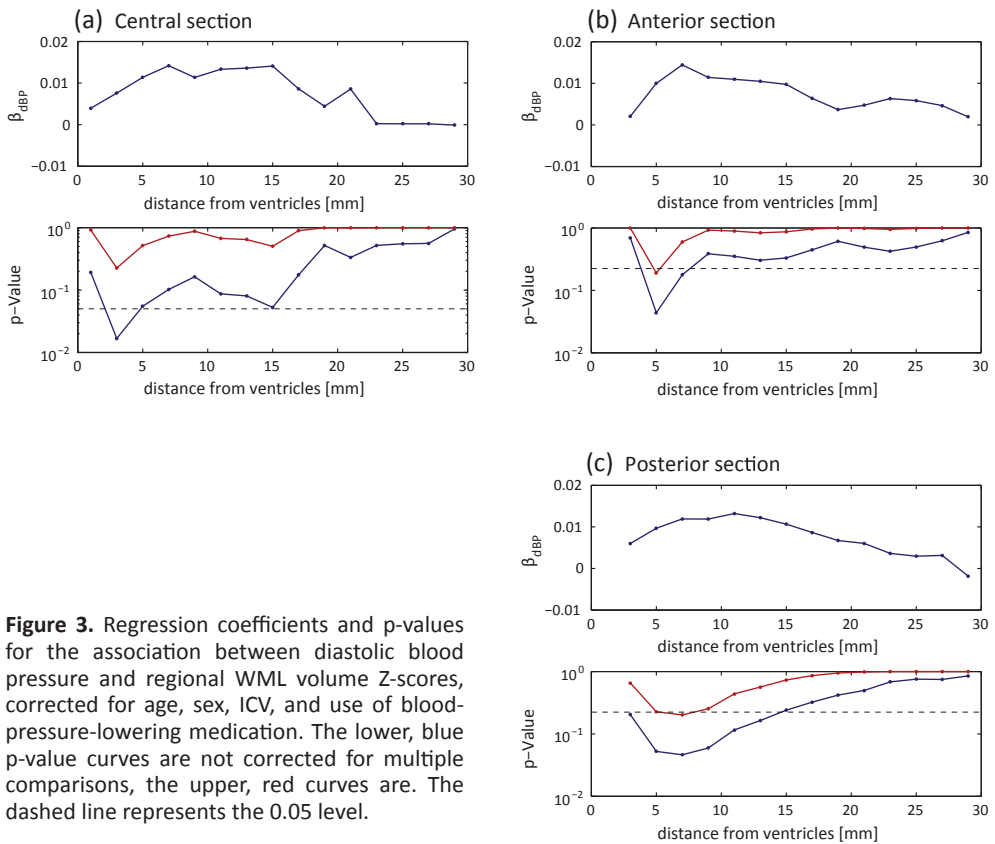 (a) Central section
0.02
0.01
0
−0.01
β dBP
0 5 10 15 20 25 30
distance from ventricles [mm]
10^0
10^-1
10^-2
p−Value
0 5 10 15 20 25 30
distance from ventricles [mm]
(b) Anterior section
0.02
0.01
0
−0.01
β dBP
0 5 10 15 20 25 30
distance from ventricles [mm]
10^0
10^-1
10^-2
p−Value
0 5 10 15 20 25 30
distance from ventricles [mm]
(c) Posterior section
0.02
0.01
0
−0.01
β dBP
0 5 10 15 20 25 30
distance from ventricles [mm]
10^0
10^-1
10^-2
p−Value
0 5 10 15 20 25 30
distance from ventricles [mm]
Figure 3. Regression coefficients and p-values
for the association between diastolic blood
pressure and regional WML volume Z-scores,
corrected for age, sex, ICV, and use of blood-
pressure-lowering medication. The lower, blue
p-value curves are not corrected for multiple
comparisons, the upper, red curves are. The
dashed line represents the 0.05 level.